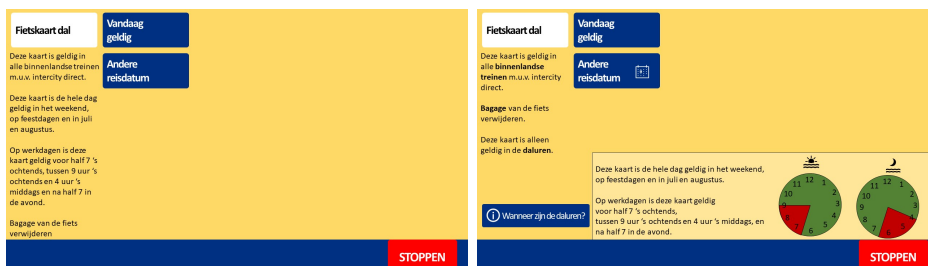 Fietskaart dal
Vandaag
geldig
Andere
reisdatum
Deze kaart is geldig in
alle binnenlandse treinen
m.u.v. intercity direct.
Deze kaart is de hele dag
geldig in het weekend,
op feestdagen en in juli
en augustus.
Op werkdagen is deze
kaart geldig voor half 7 's
ochtends, tussen 9 uur 's
ochtends en 4 uur 's
middags en na half 7 in
de avond.
Bagage van de fiets
verwijderen
STOPPEN
Fietskaart dal
Vandaag
geldig
Andere
reisdatum
Deze kaart is geldig in
alle binnenlandse
treinen m.u.v. intercity
direct.
Bagage van de fiets
verwijderen.
Deze kaart is alleen
geldig in de daluren.
Wanneer zijn de daluren?
Deze kaart is de hele dag geldig in het weekend,
op feestdagen en in juli en augustus.
Op werkdagen is deze kaart geldig
voor half 7 's ochtends,
tussen 9 uur 's ochtends en 4 uur 's middags, en
na half 7 in de avond.
11 12 1
10 2
9 3
8 4
7 6 5
11 12 1
10 2
9 3
8 4
7 6 5
STOPPEN